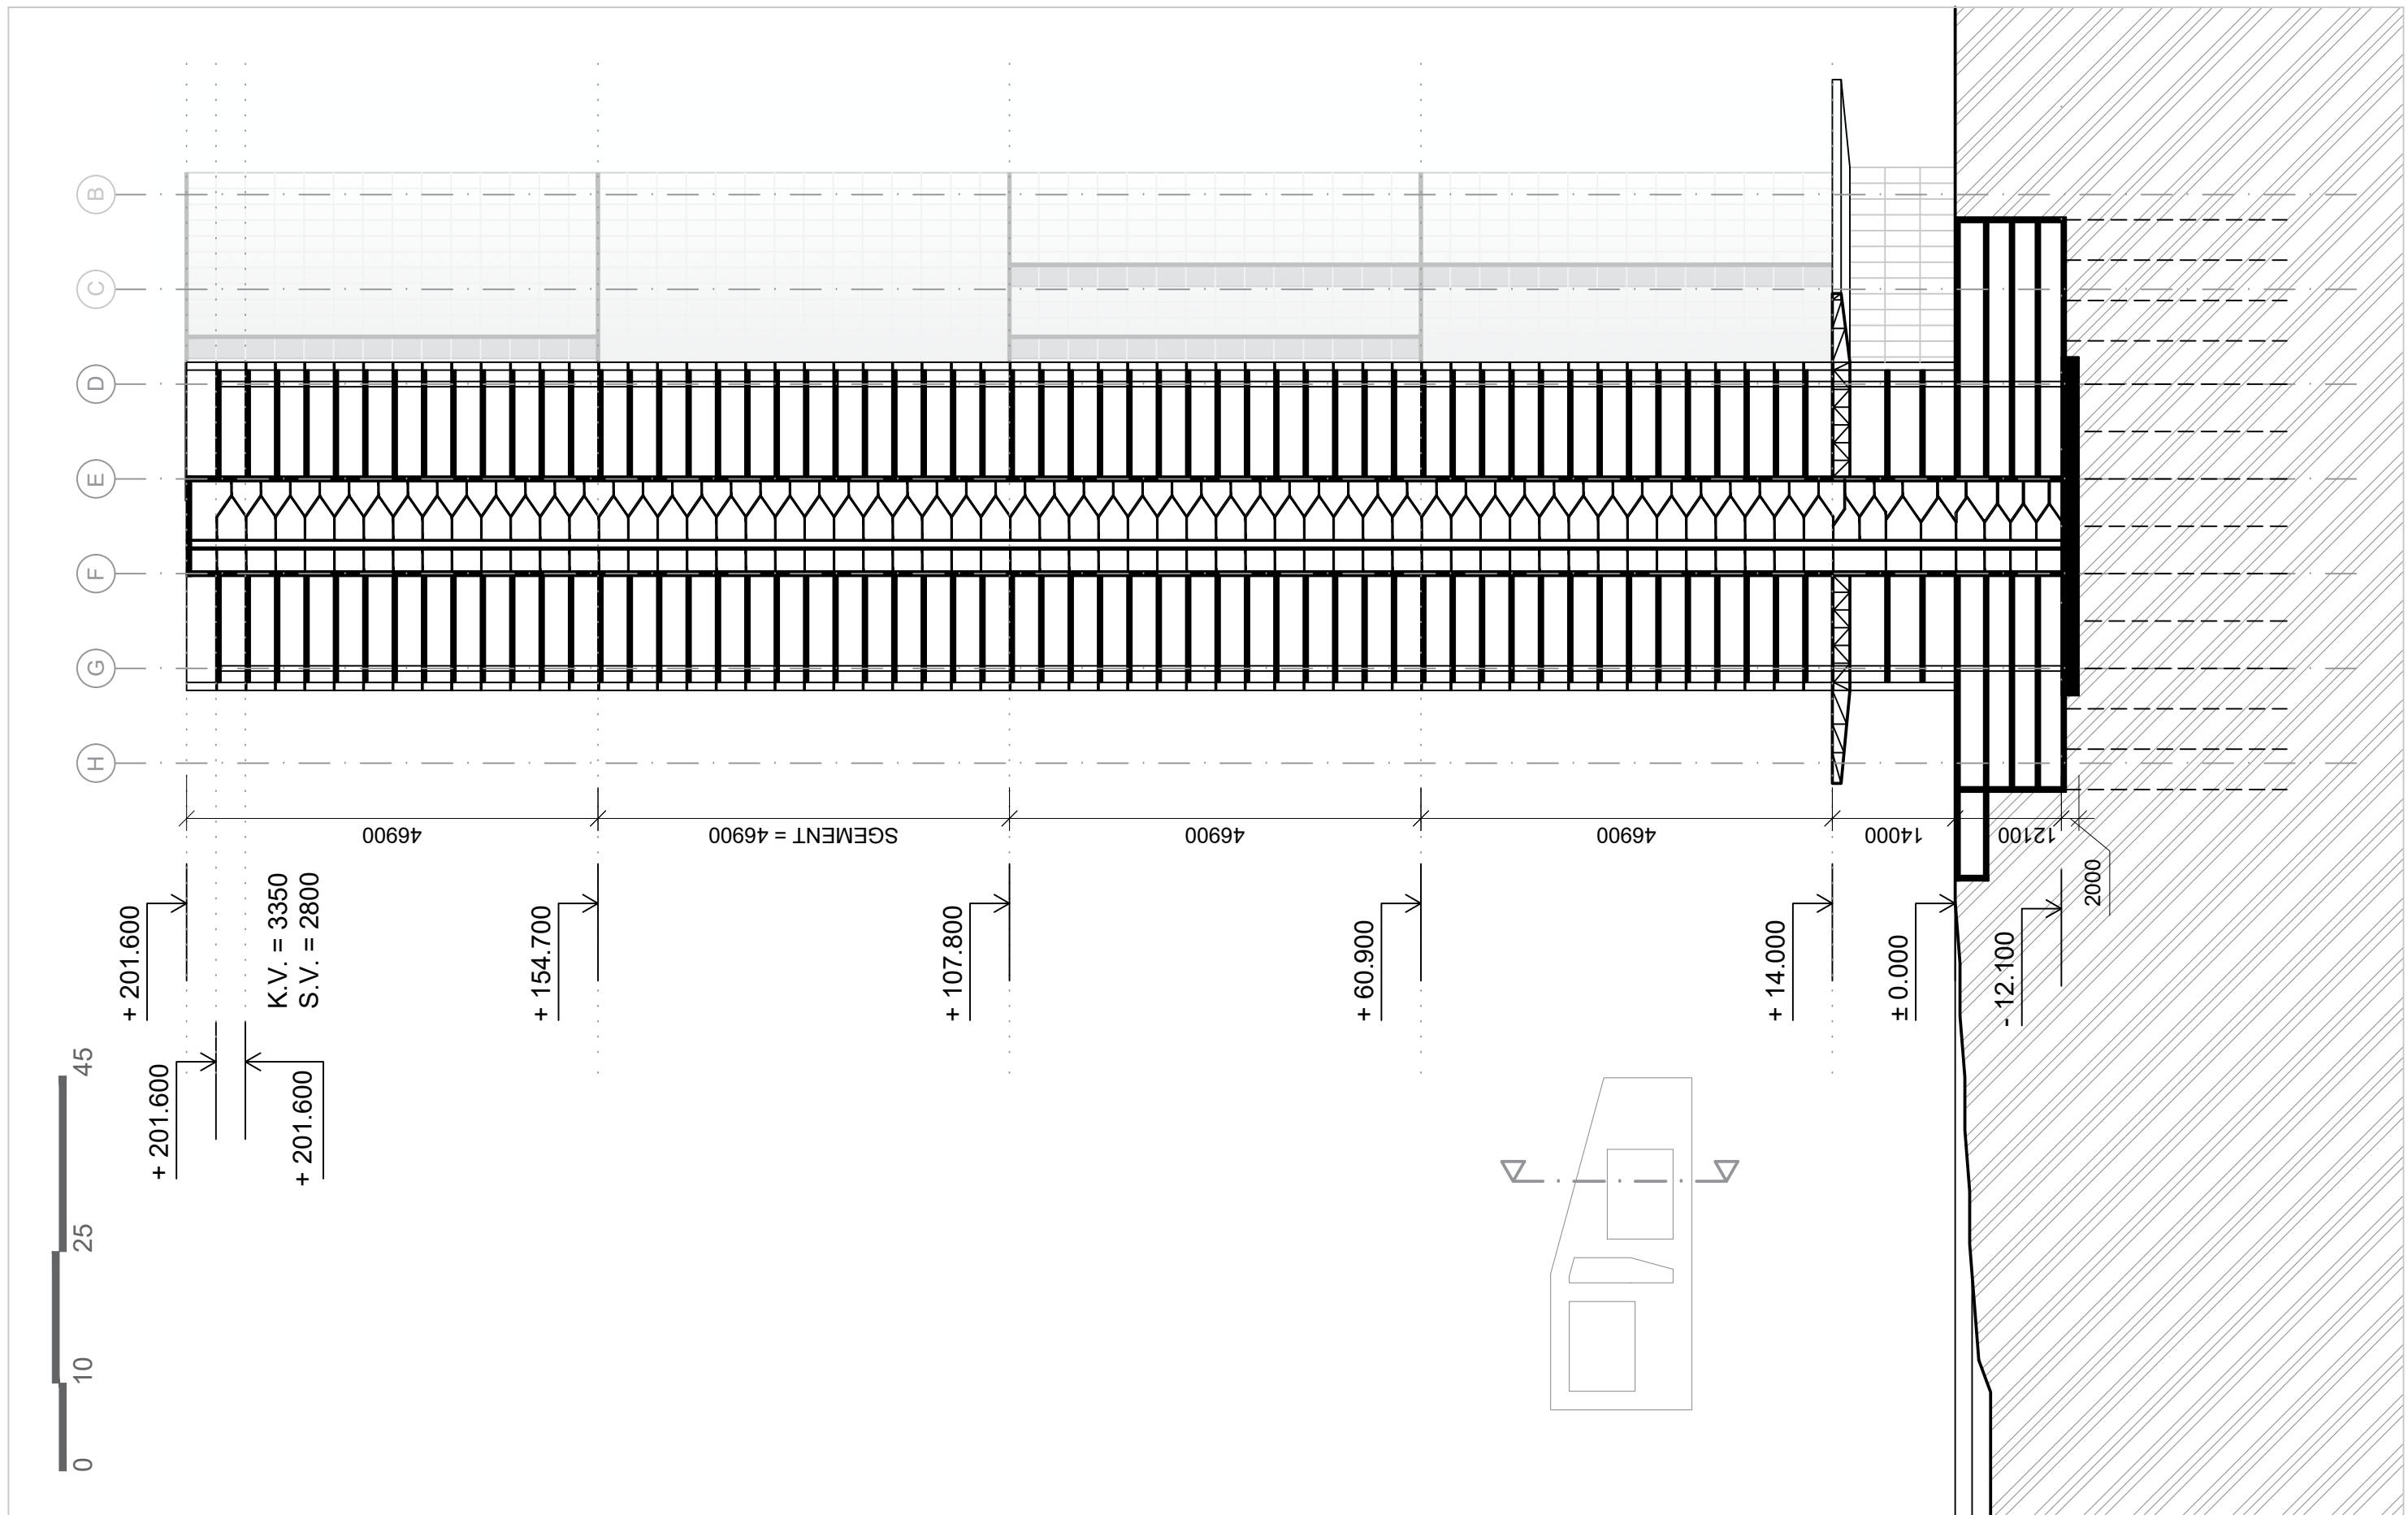 B
C
D
E
F
G
H
46900
SGEMENT = 46900
46900
46900
14000
12100
2000
+ 201.600
K.V. = 3350
S.V. = 2800
+ 154.700
+ 107.800
+ 60.900
+ 14.000
± 0.000
- 12.100
+ 201.600
+ 201.600
0
10
25
45